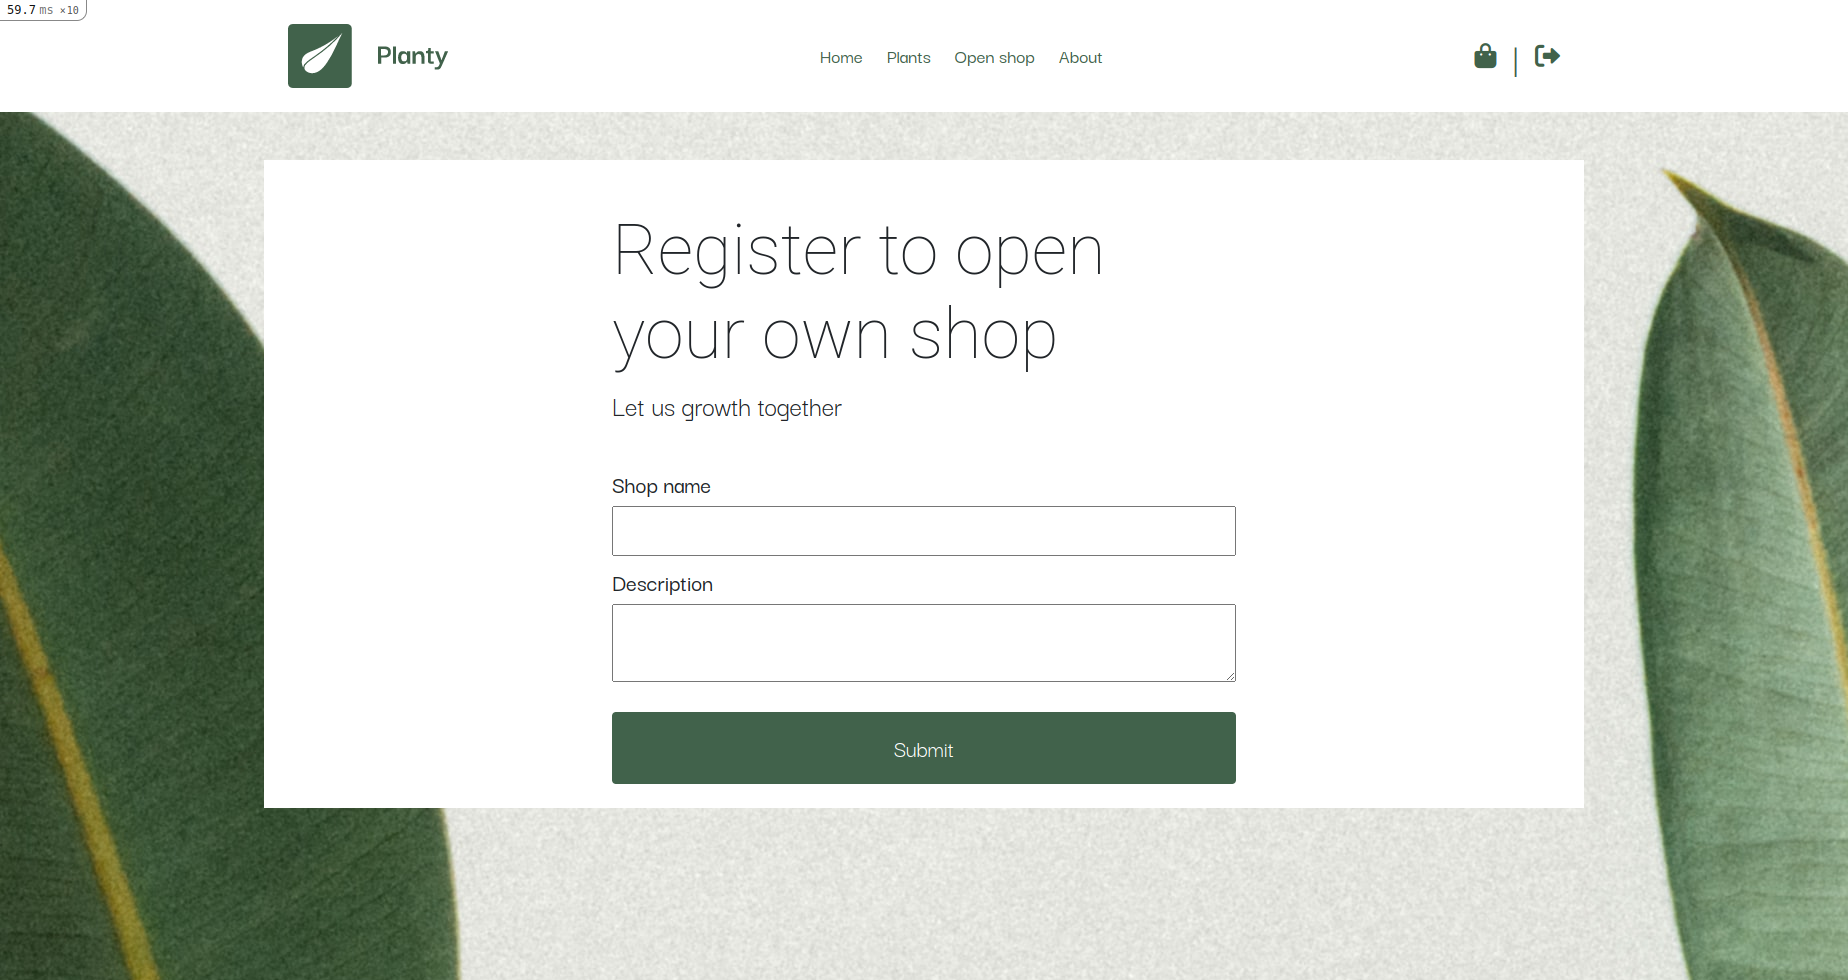 59.7 ms ×10
Planty
Home Plants Open shop About
Register to open
your own shop
Let us growth together
Shop name
Description
Submit